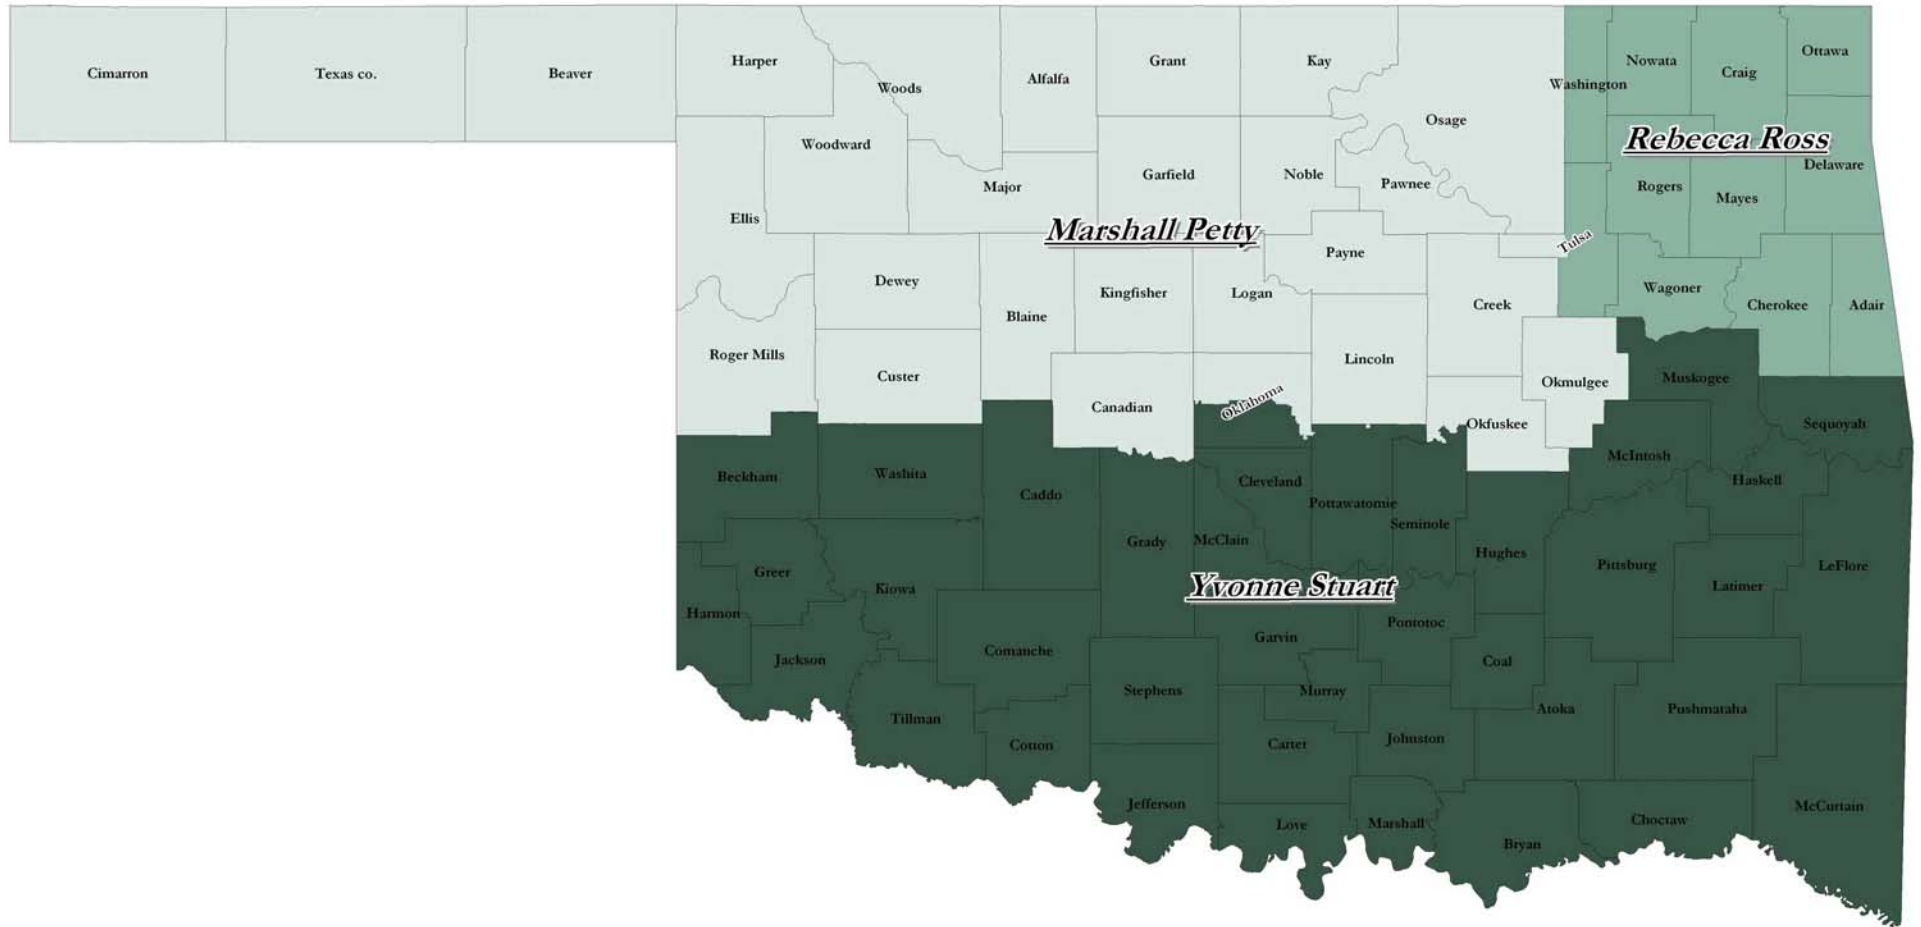 Cimarron
Texas co.
Beaver
Harper
Woods
Alfalfa
Grant
Kay
Osage
Washington
Nowata
Craig
Ottawa
Rebecca Ross
Woodward
Delaware
Rogers
Mayes
Ellis
Major
Garfield
Noble
Pawnee
Marshall Petty
Tulsa
Dewey
Blaine
Kingfisher
Logan
Payne
Creek
Wagoner
Cherokee
Adair
Roger Mills
Custer
Canadian
Oklahoma
Lincoln
Okfuskee
Okmulgee
Muskogee
Sequoyah
Beckham
Washita
Caddo
Cleveland
Pottawatomie
Seminole
McIntosh
Haskell
Grady
McClain
Hughes
Pittsburg
Latimer
LeFlore
Greer
Harmon
Kiowa
Yvonne Stuart
Jackson
Comanche
Garvin
Pontotoc
Coal
Stephens
Murray
Tillman
Cotton
Carter
Johnston
Atoka
Pushmataha
Jefferson
Love
Marshall
Bryan
Choctaw
McCurtain